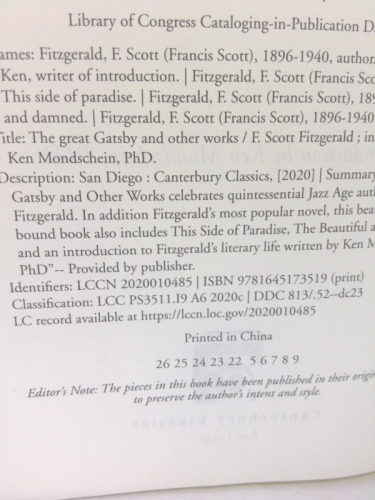 Library of Congress Cataloging-in-Publication D
ames: Fitzgerald, F. Scott (Francis Scott), 1896-1940, author.
Ken, writer of introduction. | Fitzgerald, F. Scott (Francis Sco
This side of paradise. | Fitzgerald, F. Scott (Francis Scott), 189
and damned. | Fitzgerald, F. Scott (Francis Scott), 1896-1940
itle: The great Gatsby and other works / F. Scott Fitzgerald ; in
Ken Mondschein, PhD.
Description: San Diego : Canterbury Classics, [2020] | Summary
Gatsby and Other Works celebrates quintessential Jazz Age aut
Fitzgerald. In addition Fitzgerald's most popular novel, this bea
bound book also includes This Side of Paradise, The Beautiful a
and an introduction to Fitzgerald's literary life written by Ken M
PhD"-- Provided by publisher.
Identifiers: LCCN 2020010485 | ISBN 9781645173519 (print)
Classification: LCC PS3511.I9 A6 2020c | DDC 813/.52--dc23
LC record available at https://lccn.loc.gov/2020010485
Printed in China
26 25 24 23 22 5 6 7 8 9
Editor's Note: The pieces in this book have been published in their origi
to preserve the author's intent and style.